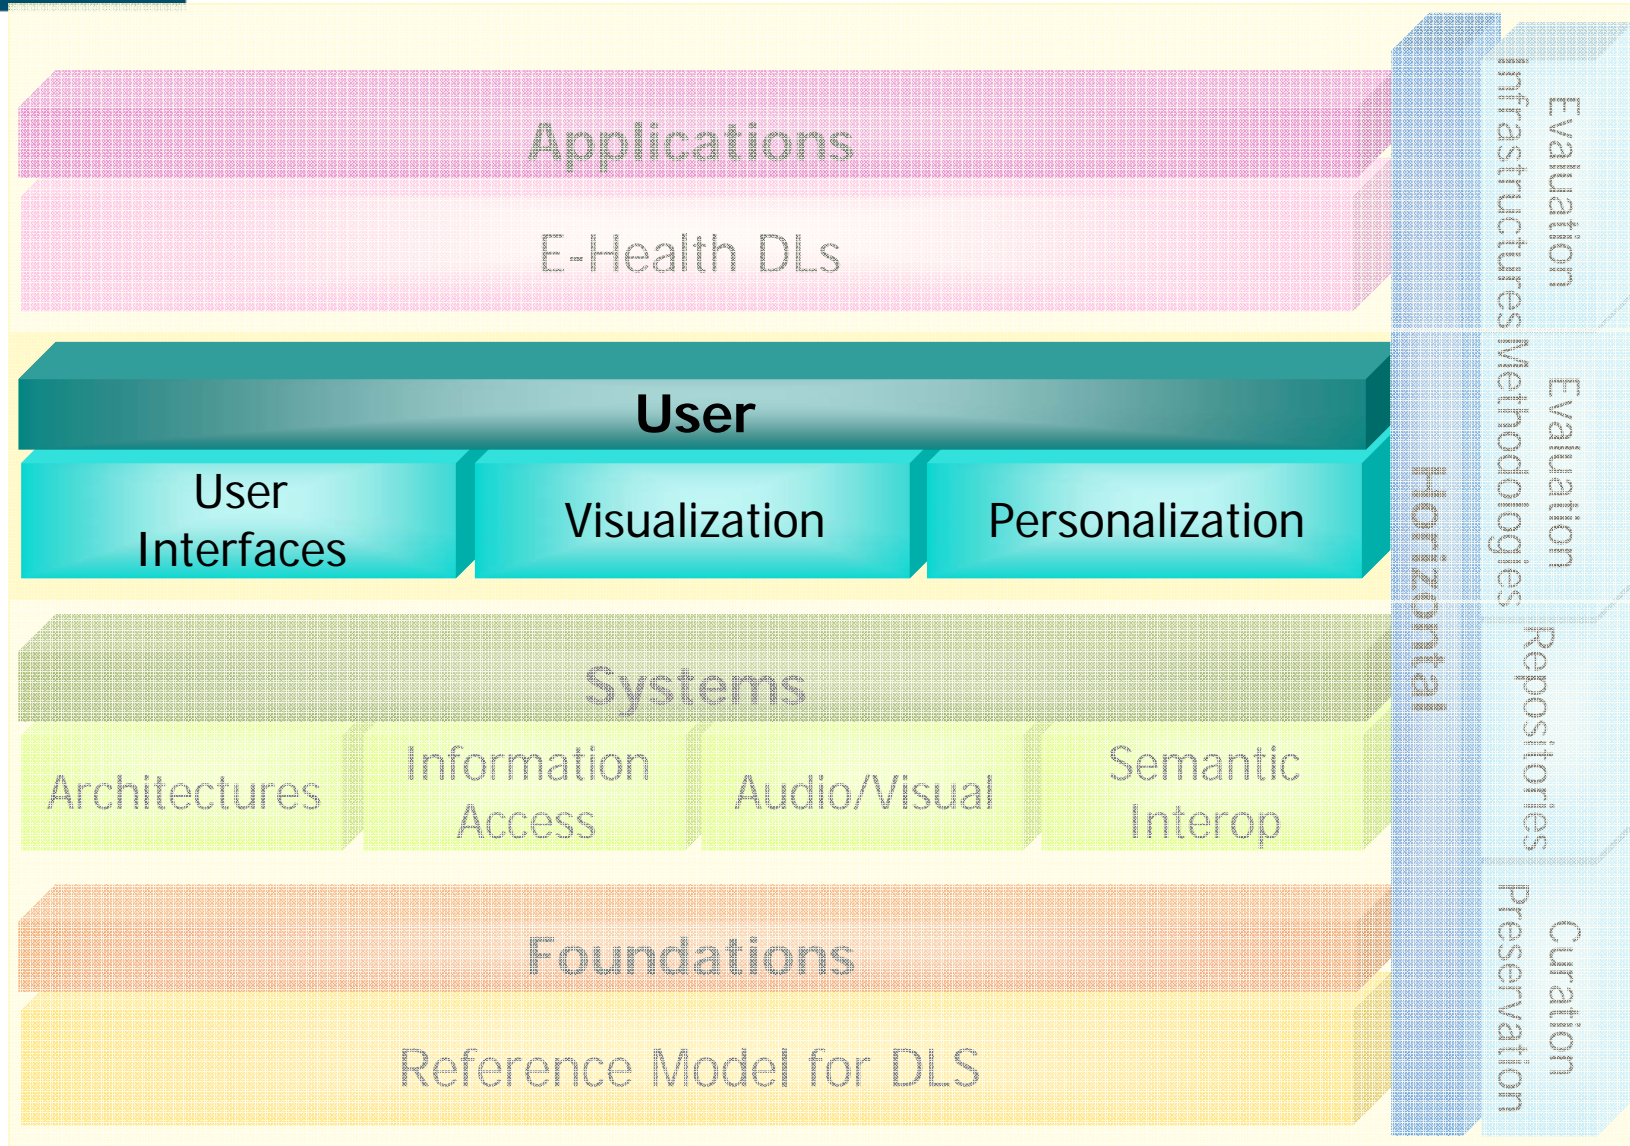 Applications
E-Health DLs
User
User
Interfaces
Visualization
Personalization
Systems
Architectures
Information
Access
Audio/Visual
Semantic
Interop
Foundations
Reference Model for DLS
Horizontal
Evaluation
Infrastructures
Evaluation
Methodologies
Repositories
Curation
Preservation